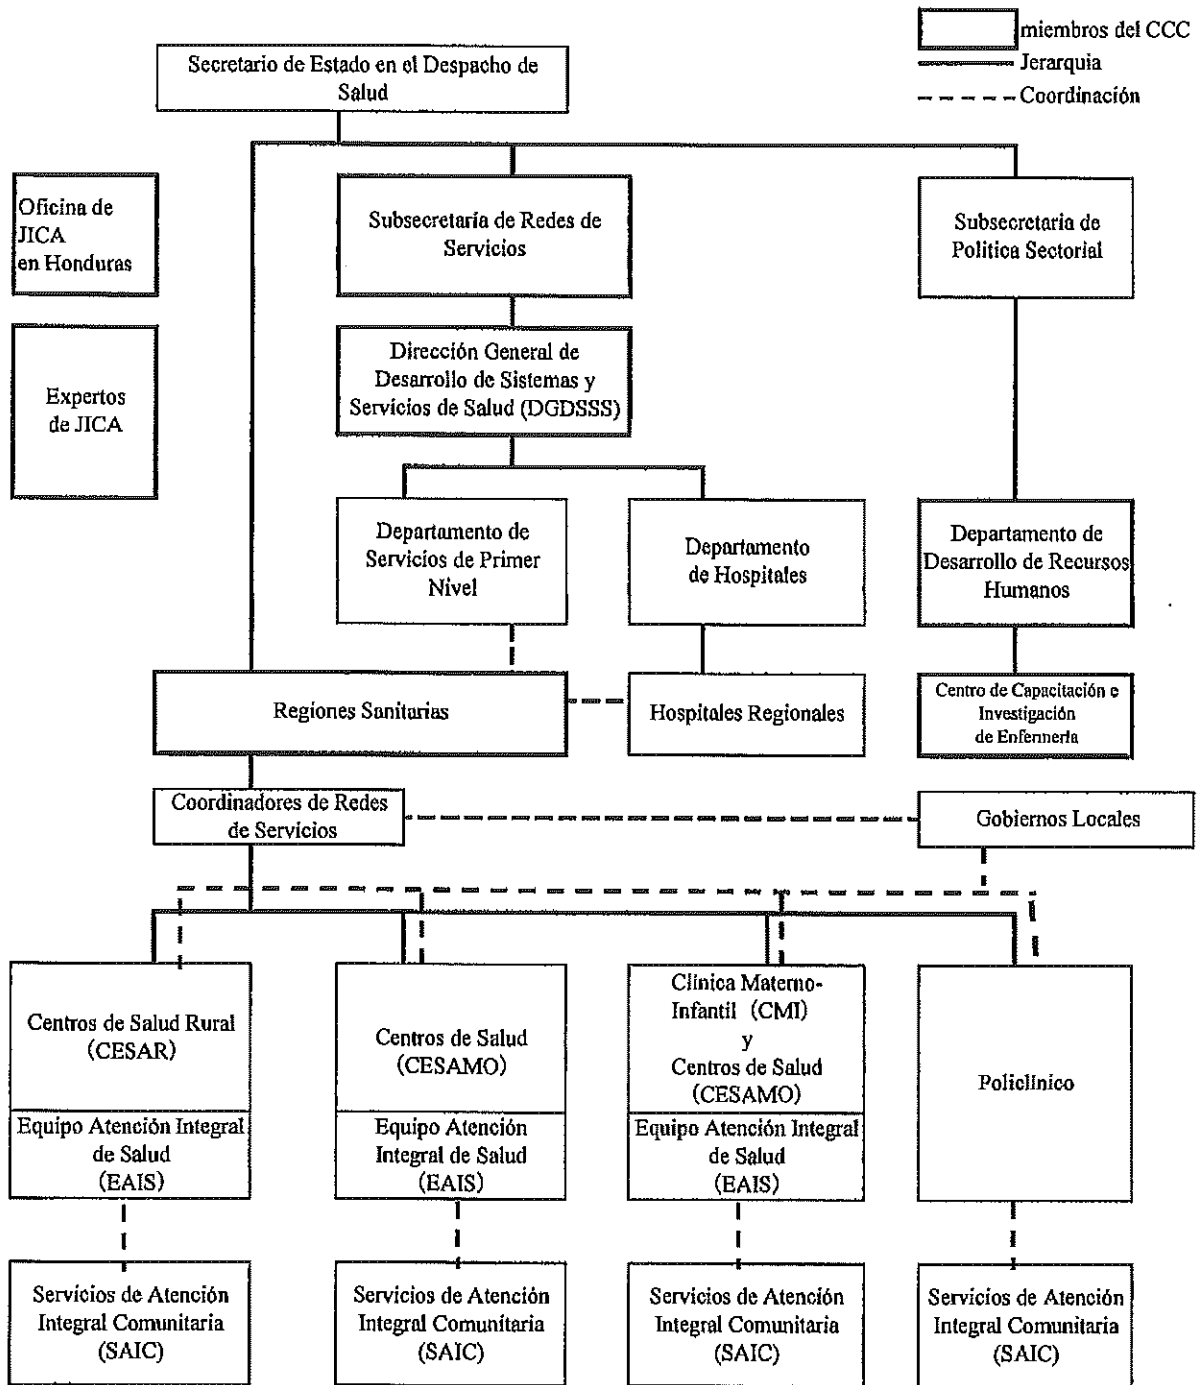 miembros del CCC
Jerarquia
Coordinación
Secretario de Estado en el Despacho de
Salud
Oficina de
JICA
en Honduras
Subsecretaría de Redes de
Servicios
Subsecretaria de
Politica Sectorial
Expertos
de JICA
Dirección General de
Desarrollo de Sistemas y
Servicios de Salud (DGDSSS)
Departamento de
Servicios de Primer
Nivel
Departamento
de Hospitales
Departamento de
Desarrollo de Recursos
Humanos
Regiones Sanitarias
Hospitales Regionales
Centro de Capacitación e
Investigación
de Enfermería
Coordinadores de Redes
de Servicios
Gobiernos Locales
Centros de Salud Rural
(CESAR)
Equipo Atención Integral
de Salud
(EAIS)
Centros de Salud
(CESAMO)
Equipo Atención
Integral de Salud
(EAIS)
Clínica Materno-
Infantil (CMI)
y
Centros de Salud
(CESAMO)
Equipo Atención Integral
de Salud
(EAIS)
Policlínico
Servicios de Atención
Integral Comunitaria
(SAIC)
Servicios de Atención
Integral Comunitaria
(SAIC)
Servicios de Atención
Integral Comunitaria
(SAIC)
Servicios de Atención
Integral Comunitaria
(SAIC)